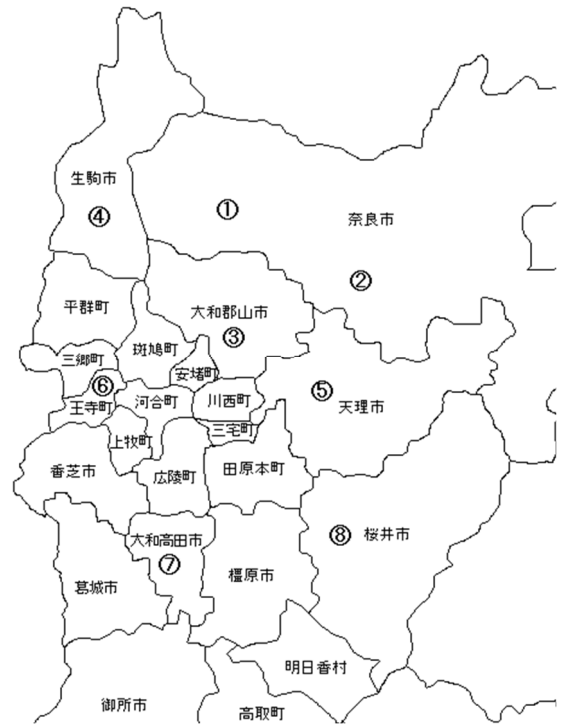 生駒市
④
①
奈良市
②
平群町
大和郡山市
③
斑鳩町
三郷町
安堵町
⑥
王寺町
河合町
川西町
⑤
天理市
三宅町
上牧町
香芝市
広陵町
田原本町
大和高田市
⑦
⑧
桜井市
葛城市
橿原市
明日香村
御所市
高取町